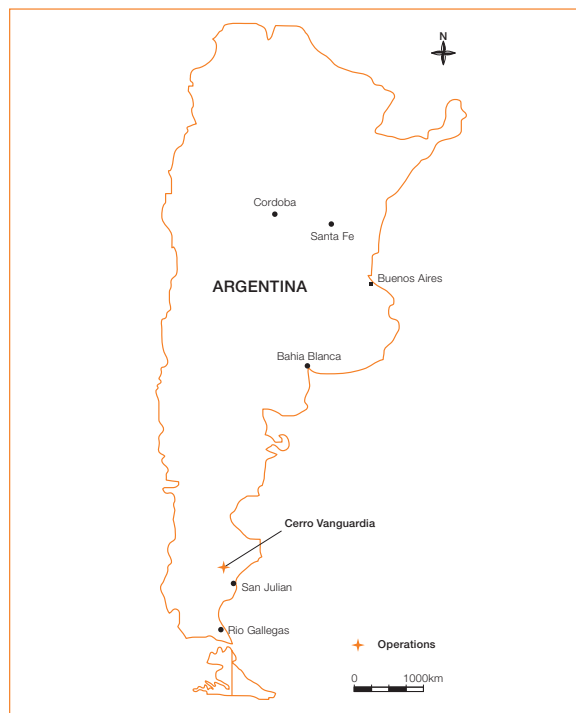 N
Cordoba
Santa Fe
Buenos Aires
ARGENTINA
Bahia Blanca
Cerro Vanguardia
San Julian
Rio Gallegas
Operations
0 1000km